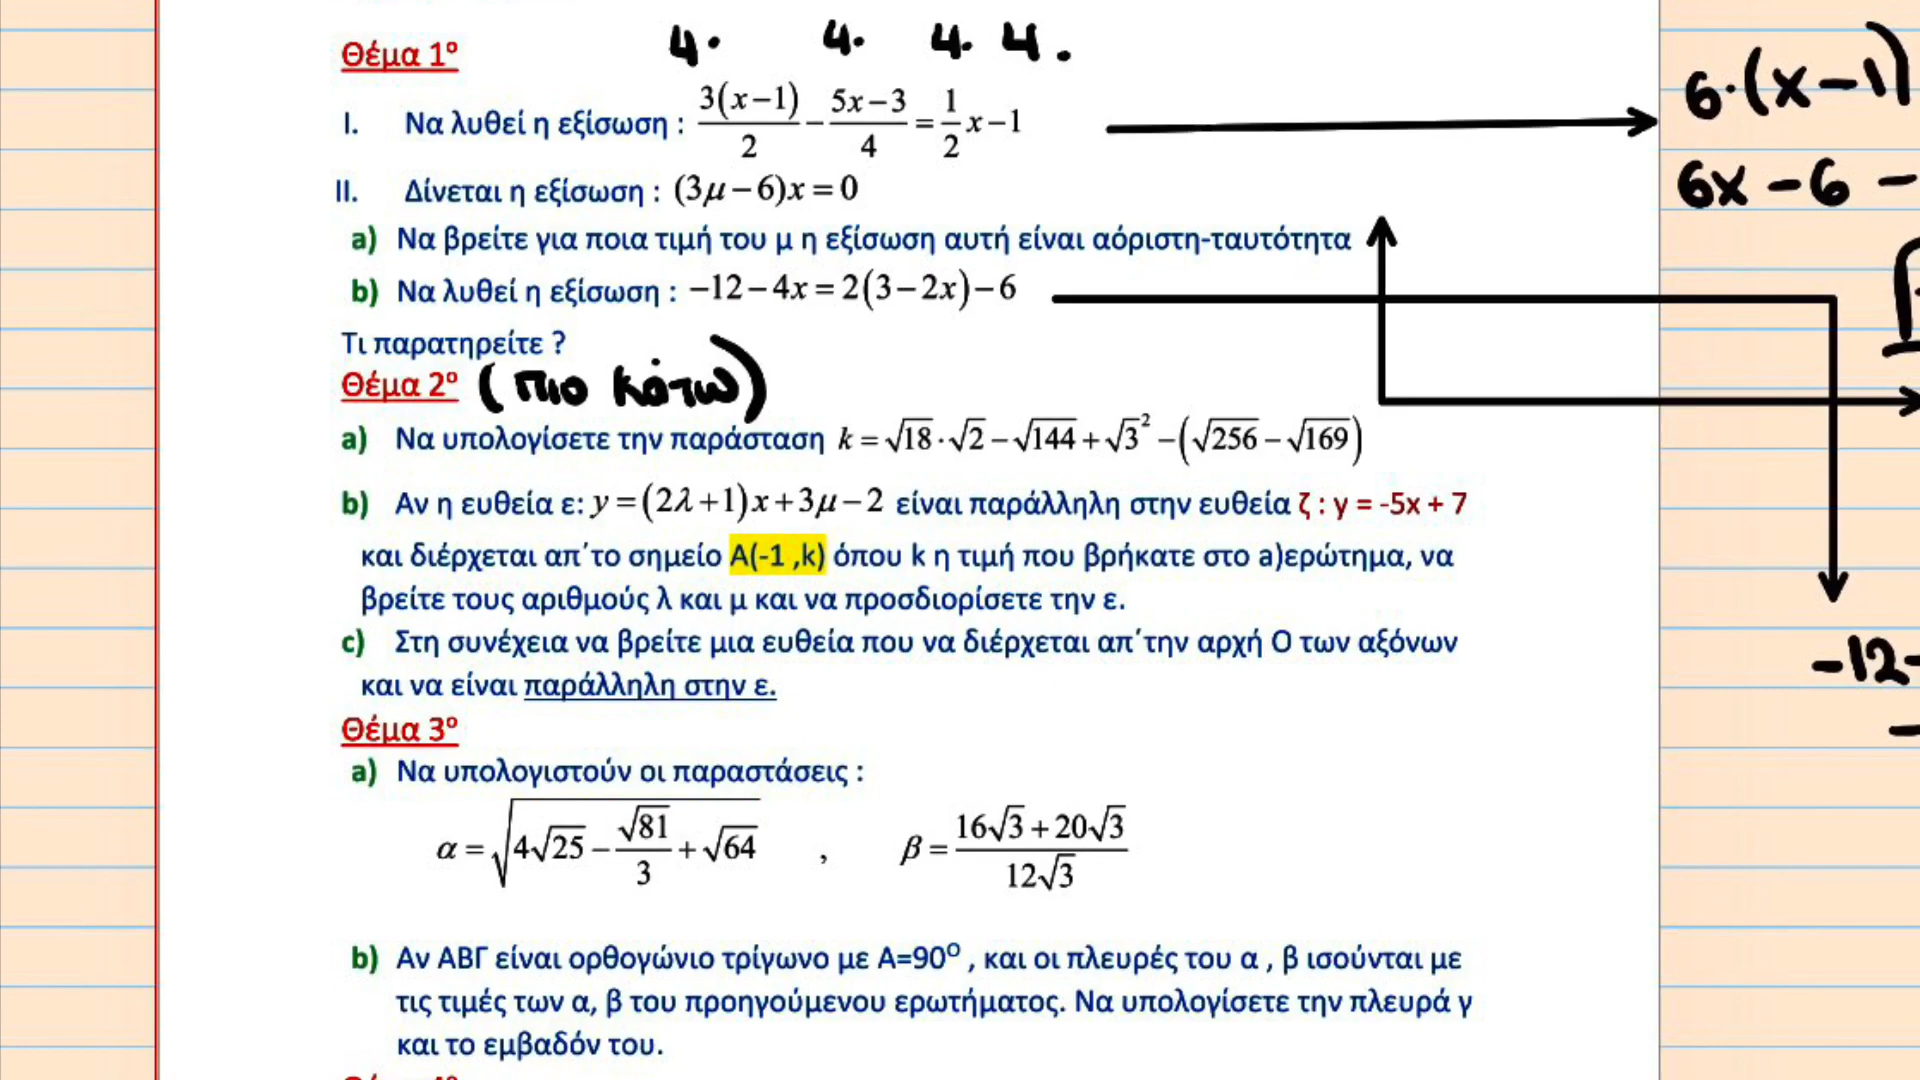 4.  4.  4. 4.
Θέμα 1ο
I. Να λυθεί η εξίσωση : 3(x−1)/2 − 5x−3/4 = 1/2 x−1
6·(x−1)
II. Δίνεται η εξίσωση : (3μ−6)x=0
6x −6 −
a) Να βρείτε για ποια τιμή του μ η εξίσωση αυτή είναι αόριστη-ταυτότητα
b) Να λυθεί η εξίσωση : −12−4x=2(3−2x)−6
Τι παρατηρείτε ?
Θέμα 2ο (πιο κάτω)
a) Να υπολογίσετε την παράσταση k=√18·√2−√144+√3²−(√256−√169)
b) Αν η ευθεία ε: y=(2λ+1)x+3μ−2 είναι παράλληλη στην ευθεία ζ : y = -5x + 7
και διέρχεται απ΄το σημείο Α(-1 ,k) όπου k η τιμή που βρήκατε στο a)ερώτημα, να
βρείτε τους αριθμούς λ και μ και να προσδιορίσετε την ε.
c) Στη συνέχεια να βρείτε μια ευθεία που να διέρχεται απ΄την αρχή Ο των αξόνων
-12-
και να είναι παράλληλη στην ε.
Θέμα 3ο
a) Να υπολογιστούν οι παραστάσεις :
α=√(4√25−√81/3+√64) , β=16√3+20√3/12√3
b) Αν ΑΒΓ είναι ορθογώνιο τρίγωνο με Α=90ο , και οι πλευρές του α , β ισούνται με
τις τιμές των α, β του προηγούμενου ερωτήματος. Να υπολογίσετε την πλευρά γ
και το εμβαδόν του.